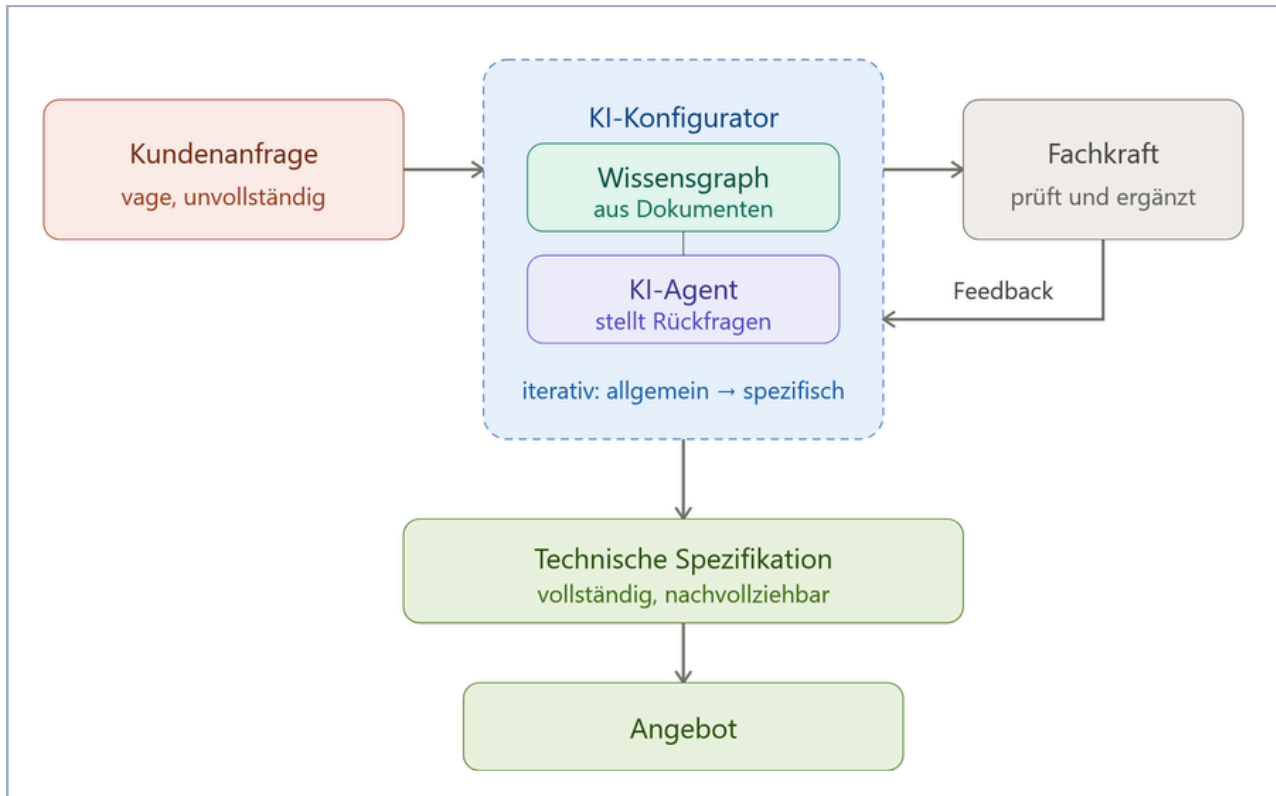 Kundenanfrage
vage, unvollständig
KI-Konfigurator
Wissensgraph
aus Dokumenten
KI-Agent
stellt Rückfragen
iterativ: allgemein → spezifisch
Fachkraft
prüft und ergänzt
Feedback
Technische Spezifikation
vollständig, nachvollziehbar
Angebot